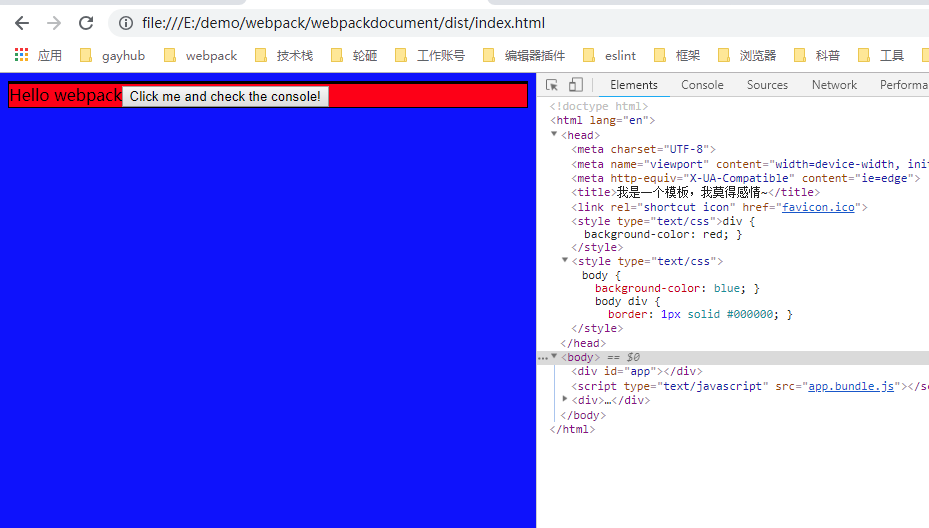 file:///E:/demo/webpack/webpackdocument/dist/index.html
应用 gayhub webpack 技术栈 轮砸 工作账号 编辑器插件 eslint 框架 浏览器 科普 工具
Hello webpack Click me and check the console!
Elements Console Sources Network Performa
<!doctype html>
<html lang="en">
<head>
<meta charset="UTF-8">
<meta name="viewport" content="width=device-width, init
<meta http-equiv="X-UA-Compatible" content="ie=edge">
<title>我是一个模板，我莫得感情~</title>
<link rel="shortcut icon" href="favicon.ico">
<style type="text/css">div {
background-color: red; }
</style>
<style type="text/css">
body {
background-color: blue; }
body div {
border: 1px solid #000000; }
</style>
</head>
<body> == $0
<div id="app"></div>
<script type="text/javascript" src="app.bundle.js"></s
<div>…</div>
</body>
</html>